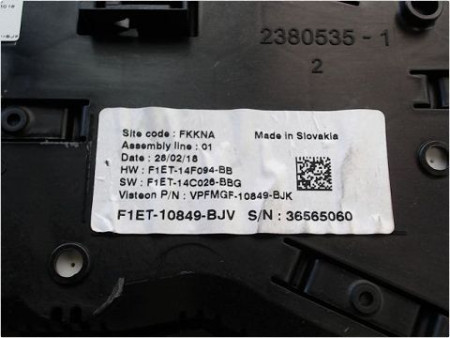 2380535-1
2
Site code : FKKNA
Made in Slovakia
Assembly line : 01
Date : 26/02/18
HW : F1ET-14F094-BB
SW : F1ET-14C026-BBG
Visteon P/N : VPFMGF-10849-BJK
F1ET-10849-BJV S/N : 36565060